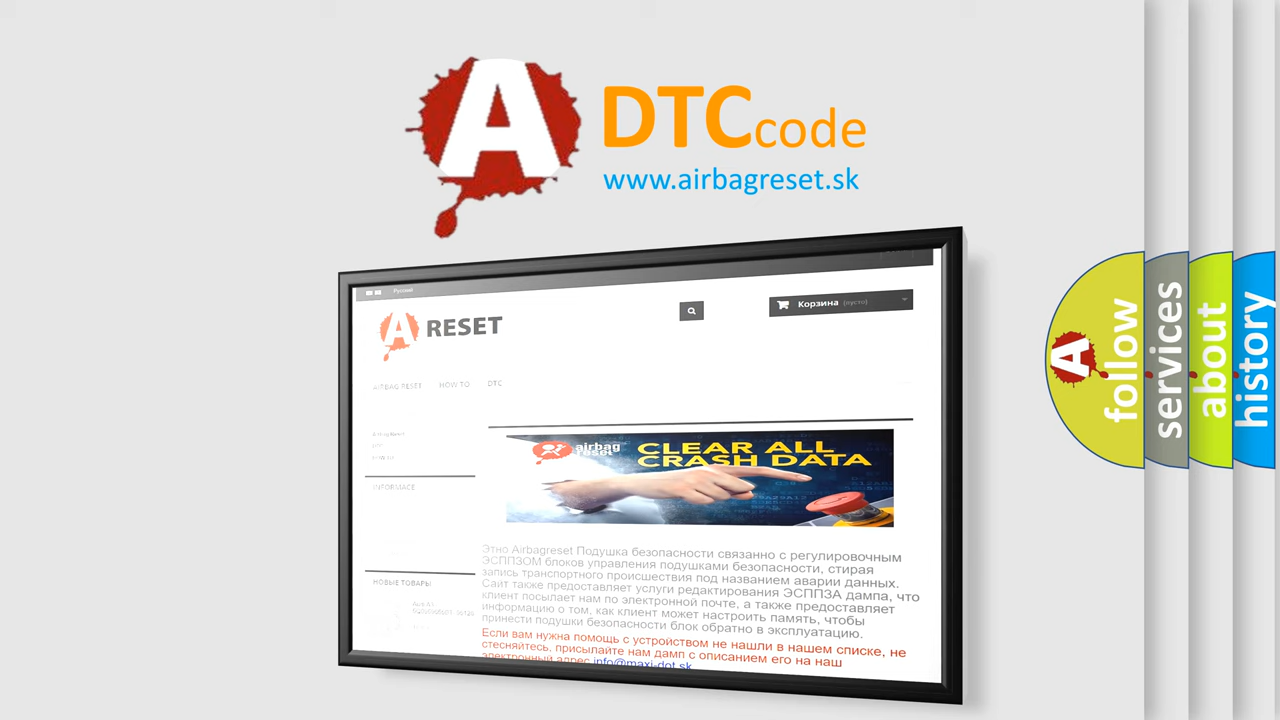 A DTC code
www.airbagreset.sk
Русский
A RESET
Корзина (пусто)
AIRBAG RESET HOW TO DTC
INFORMACE
НОВЫЕ ТОВАРЫ
airbag
reset
CLEAR ALL
CRASH DATA
Этно Airbagreset Подушка безопасности связанно с регулировочным
ЭСППЗОМ блоков управления подушками безопасности, стирая
запись транспортного происшествия под названием аварии данных.
Сайт также предоставляет услуги редактирования ЭСППЗА дампа, что
клиент посылает нам по электронной почте, а также предоставляет
информацию о том, как клиент может настроить память, чтобы
принести подушки безопасности блок обратно в эксплуатацию.
Если вам нужна помощь с устройством не нашли в нашем списке, не
стесняйтесь, присылайте нам дамп с описанием его на наш
электронный адрес info@maxi-dot.sk
A
follow
services
about
history